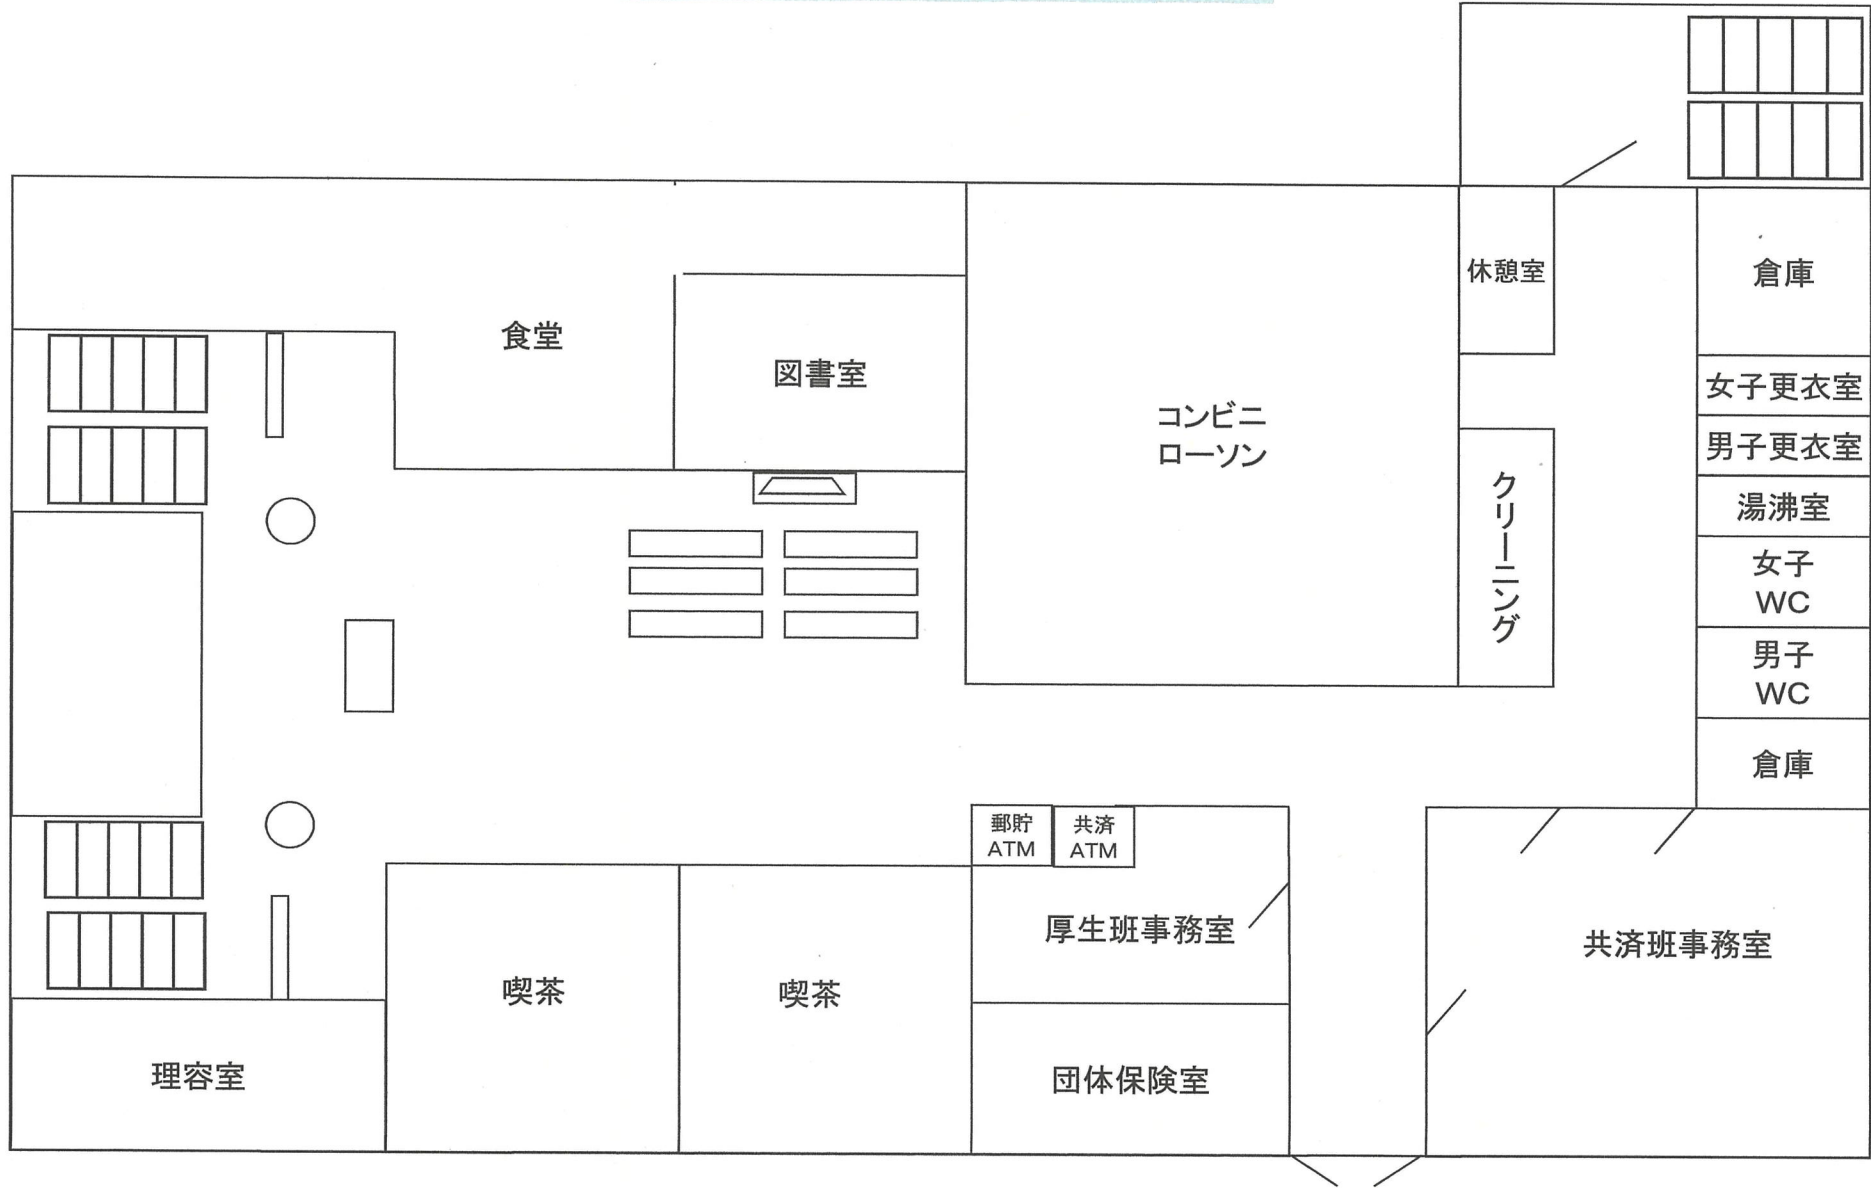 休憩室
倉庫
食堂
図書室
女子更衣室
コンビニ
ローソン
男子更衣室
クリーニング
湯沸室
女子
WC
男子
WC
倉庫
郵貯
ATM
共済
ATM
厚生班事務室
共済班事務室
喫茶
喫茶
理容室
団体保険室